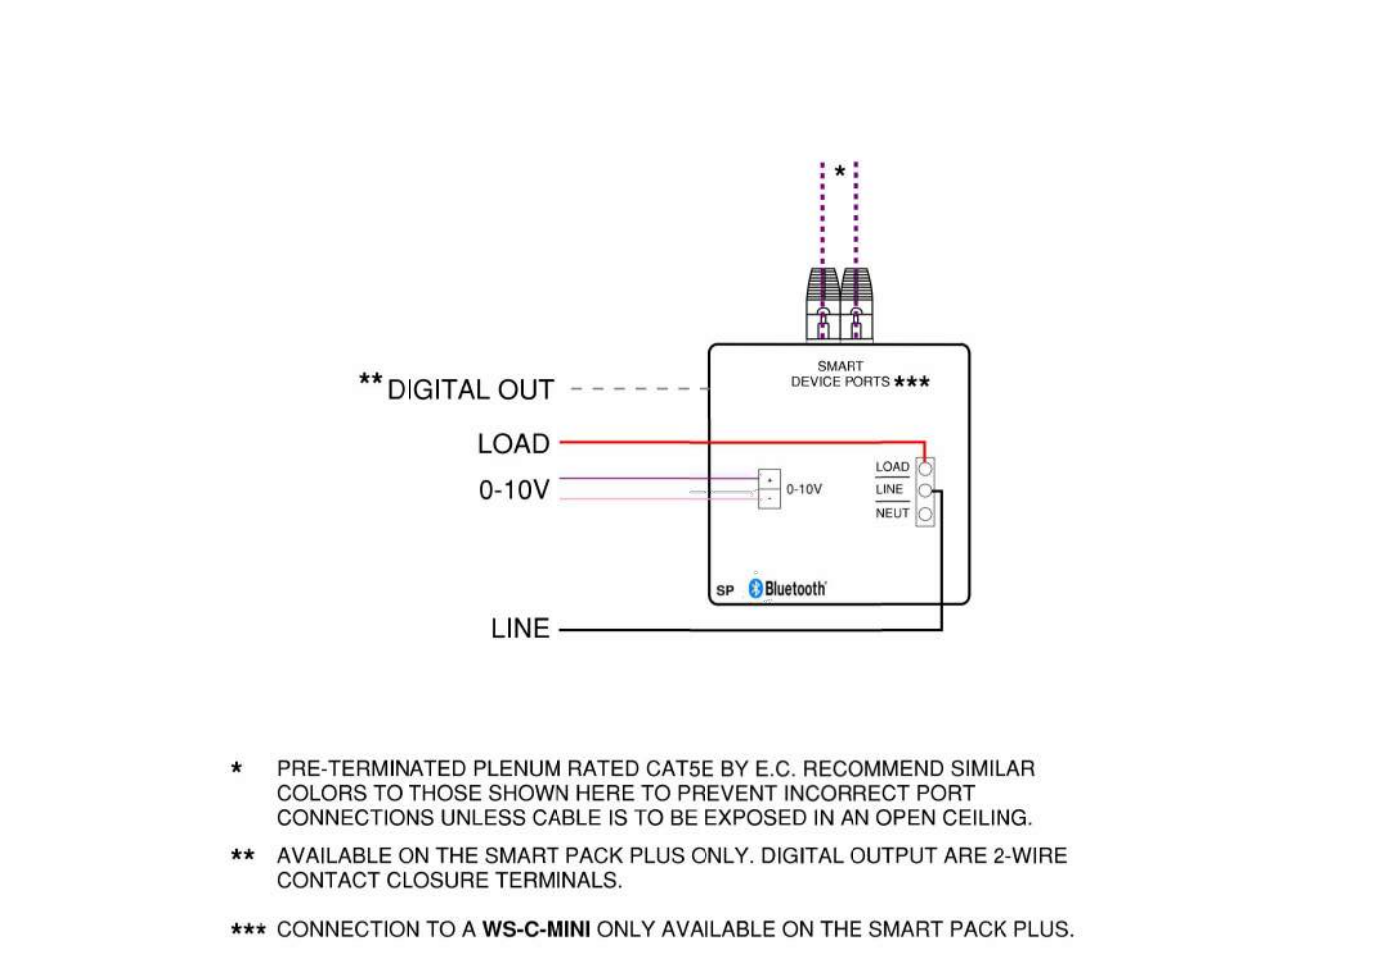 *
SMART
DEVICE PORTS ***
**DIGITAL OUT
LOAD
LOAD
+
0-10V
0-10V
-
LINE
NEUT
SP Bluetooth
LINE
* PRE-TERMINATED PLENUM RATED CAT5E BY E.C. RECOMMEND SIMILAR
COLORS TO THOSE SHOWN HERE TO PREVENT INCORRECT PORT
CONNECTIONS UNLESS CABLE IS TO BE EXPOSED IN AN OPEN CEILING.
** AVAILABLE ON THE SMART PACK PLUS ONLY. DIGITAL OUTPUT ARE 2-WIRE
CONTACT CLOSURE TERMINALS.
*** CONNECTION TO A WS-C-MINI ONLY AVAILABLE ON THE SMART PACK PLUS.